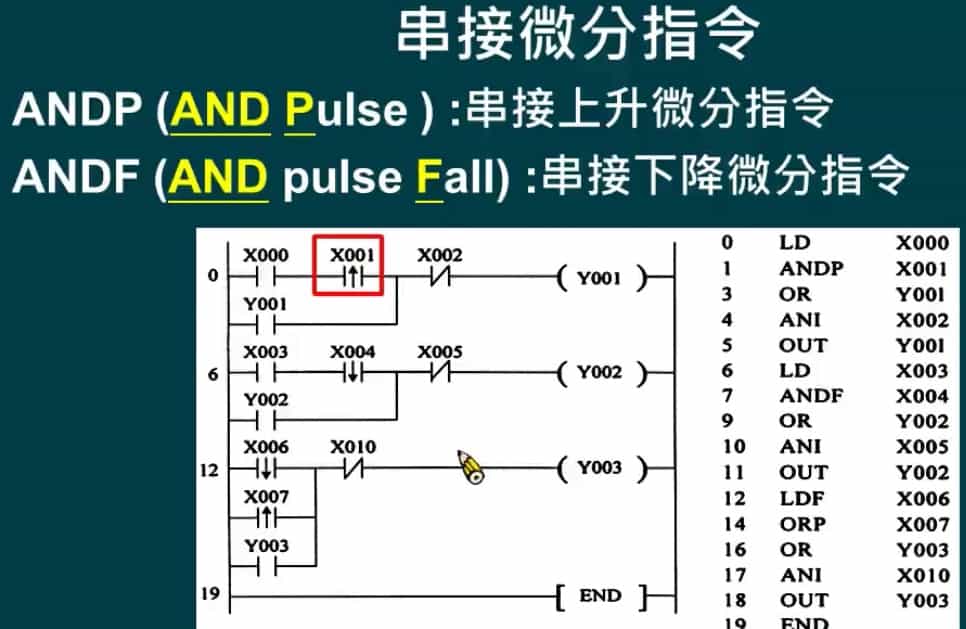 串接微分指令
ANDP (AND Pulse ) :串接上升微分指令
ANDF (AND pulse Fall) :串接下降微分指令
X000 X001 X002
0 Y001
Y001
X003 X004 X005
6 Y002
Y002
X006 X010
12 Y003
X007
Y003
19 END
0 LD X000
1 ANDP X001
3 OR Y001
4 ANI X002
5 OUT Y001
6 LD X003
7 ANDF X004
9 OR Y002
10 ANI X005
11 OUT Y002
12 LDF X006
14 ORP X007
16 OR Y003
17 ANI X010
18 OUT Y003
19 END